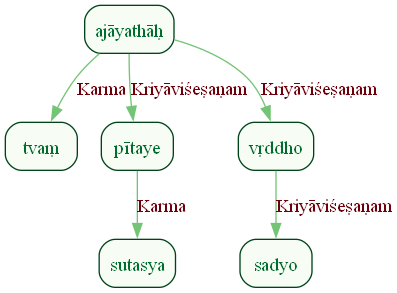 ajāyathāḥ
Karma Kriyāviśeṣaṇam Kriyāviśeṣaṇam
tvaṃ pītaye vṛddho
Karma Kriyāviśeṣaṇam
sutasya sadyo